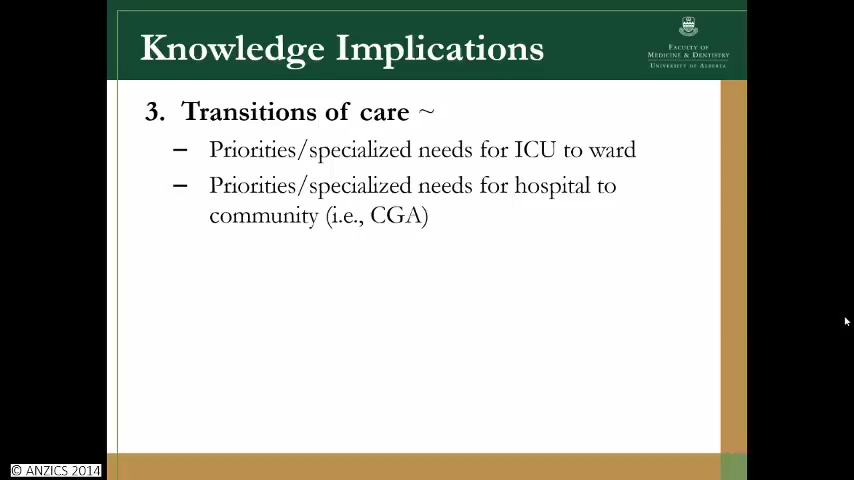 Knowledge Implications
FACULTY OF
MEDICINE & DENTISTRY
UNIVERSITY OF ALBERTA
3. Transitions of care ~
– Priorities/specialized needs for ICU to ward
– Priorities/specialized needs for hospital to
community (i.e., CGA)
© ANZICS 2014